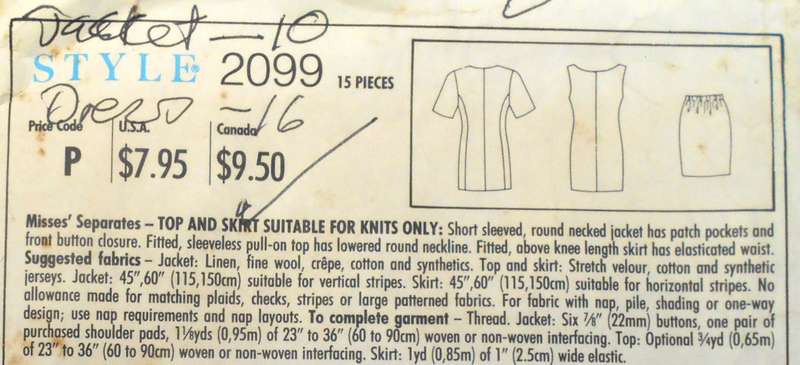 Jacket - 10
STYLE® 2099 15 PIECES
Dress - 16
Price Code U.S.A. Canada
P $7.95 $9.50
Misses' Separates – TOP AND SKIRT SUITABLE FOR KNITS ONLY: Short sleeved, round necked jacket has patch pockets and
front button closure. Fitted, sleeveless pull-on top has lowered round neckline. Fitted, above knee length skirt has elasticated waist.
Suggested fabrics – Jacket: Linen, fine wool, crêpe, cotton and synthetics. Top and skirt: Stretch velour, cotton and synthetic
jerseys. Jacket: 45",60" (115,150cm) suitable for vertical stripes. Skirt: 45",60" (115,150cm) suitable for horizontal stripes. No
allowance made for matching plaids, checks, stripes or large patterned fabrics. For fabric with nap, pile, shading or one-way
design; use nap requirements and nap layouts. To complete garment – Thread. Jacket: Six ⅞" (22mm) buttons, one pair of
purchased shoulder pads, 1⅛yds (0,95m) of 23" to 36" (60 to 90cm) woven or non-woven interfacing. Top: Optional ¾yd (0,65m)
of 23" to 36" (60 to 90cm) woven or non-woven interfacing. Skirt: 1yd (0,85m) of 1" (2.5cm) wide elastic.